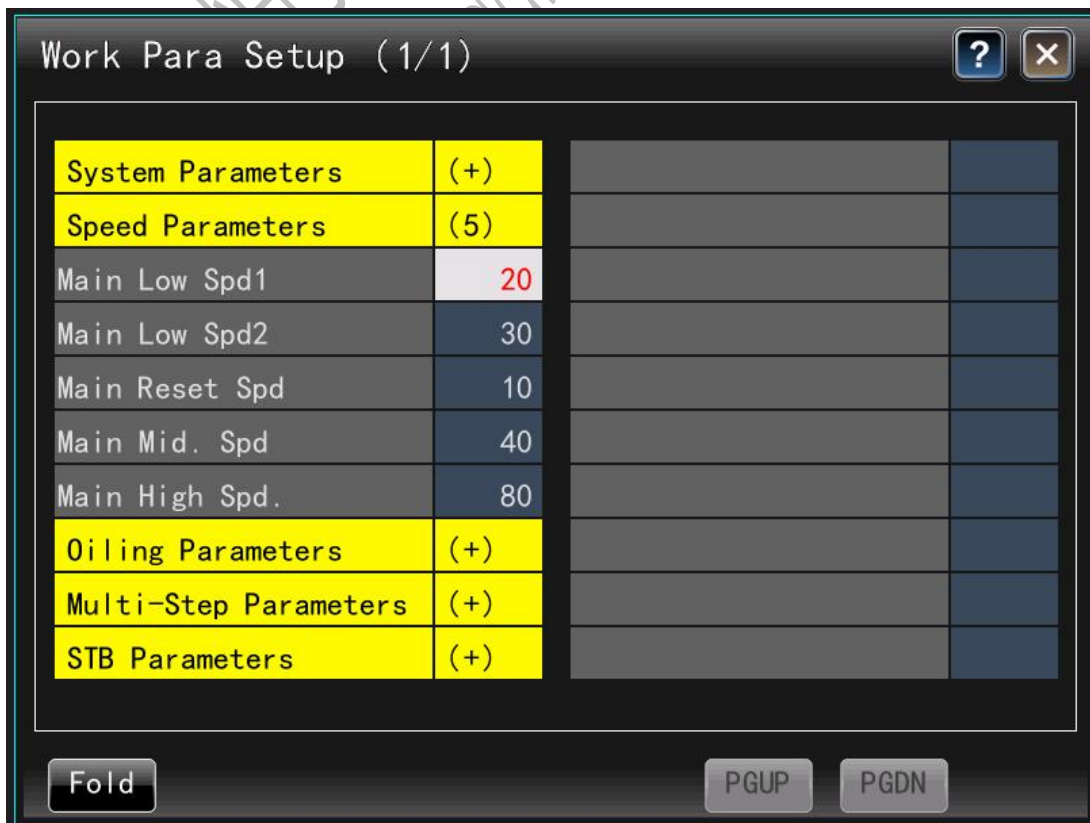 Work Para Setup (1/1)
?
×
System Parameters (+)
Speed Parameters (5)
Main Low Spd1 20
Main Low Spd2 30
Main Reset Spd 10
Main Mid. Spd 40
Main High Spd. 80
Oiling Parameters (+)
Multi-Step Parameters (+)
STB Parameters (+)
Fold PGUP PGDN